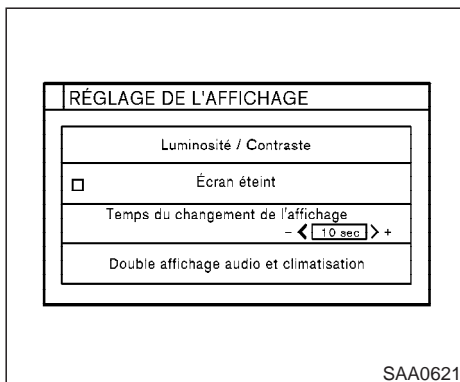 RÉGLAGE DE L'AFFICHAGE
Luminosité / Contraste
Écran éteint
Temps du changement de l'affichage
- < 10 sec > +
Double affichage audio et climatisation
SAA0621